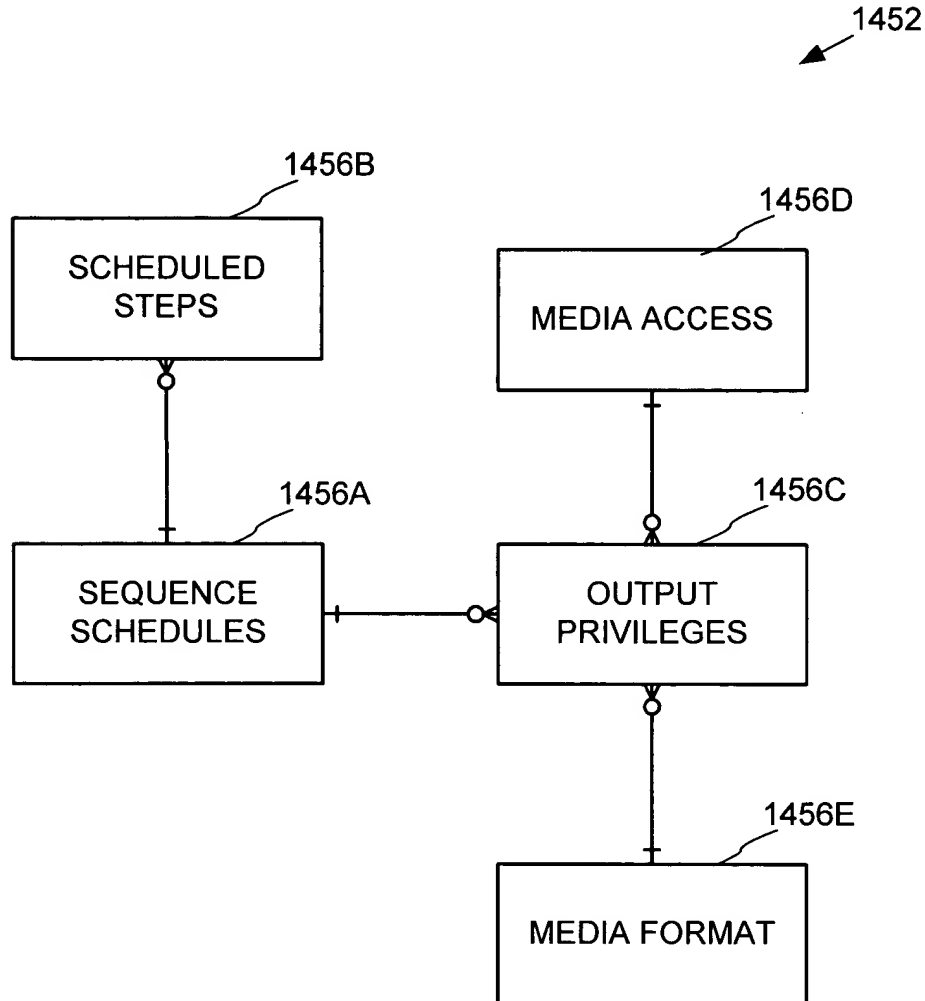 1452
1456B
SCHEDULED
STEPS
1456D
MEDIA ACCESS
1456A
SEQUENCE
SCHEDULES
1456C
OUTPUT
PRIVILEGES
1456E
MEDIA FORMAT